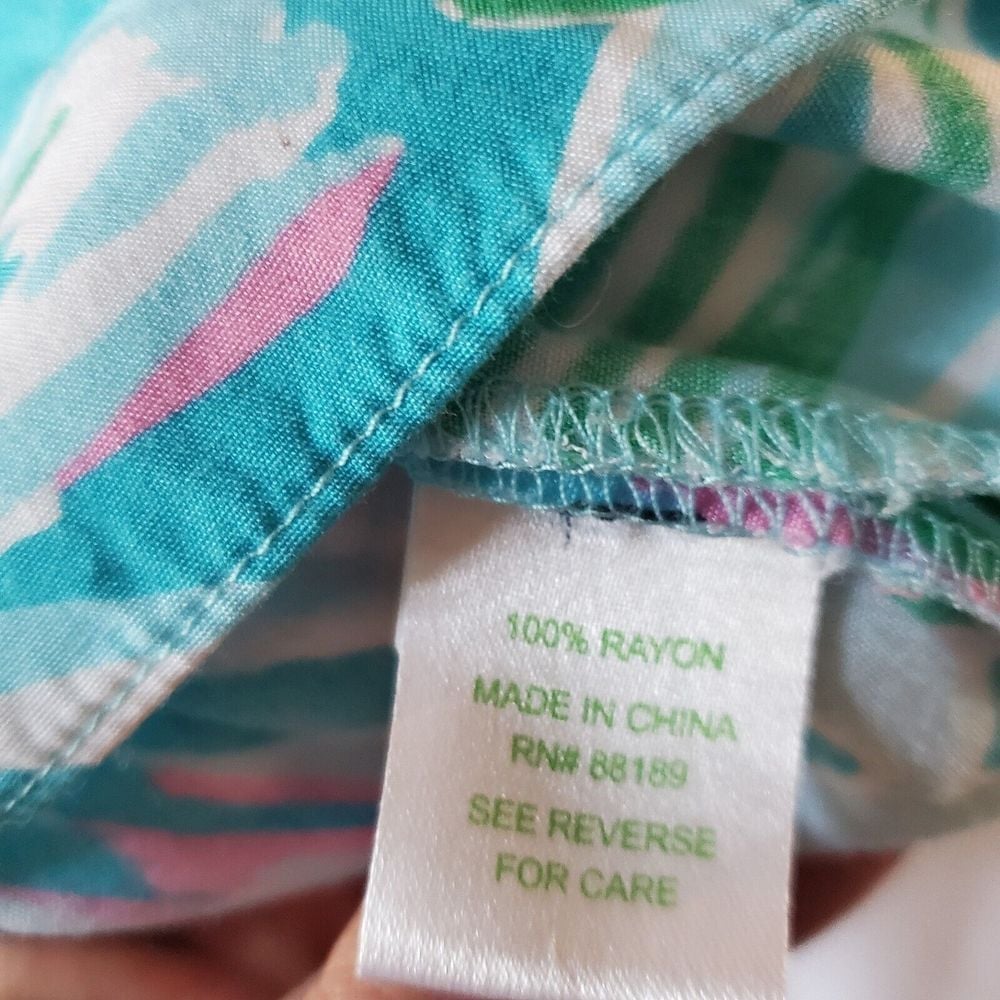 100% RAYON
MADE IN CHINA
RN# 88189
SEE REVERSE
FOR CARE